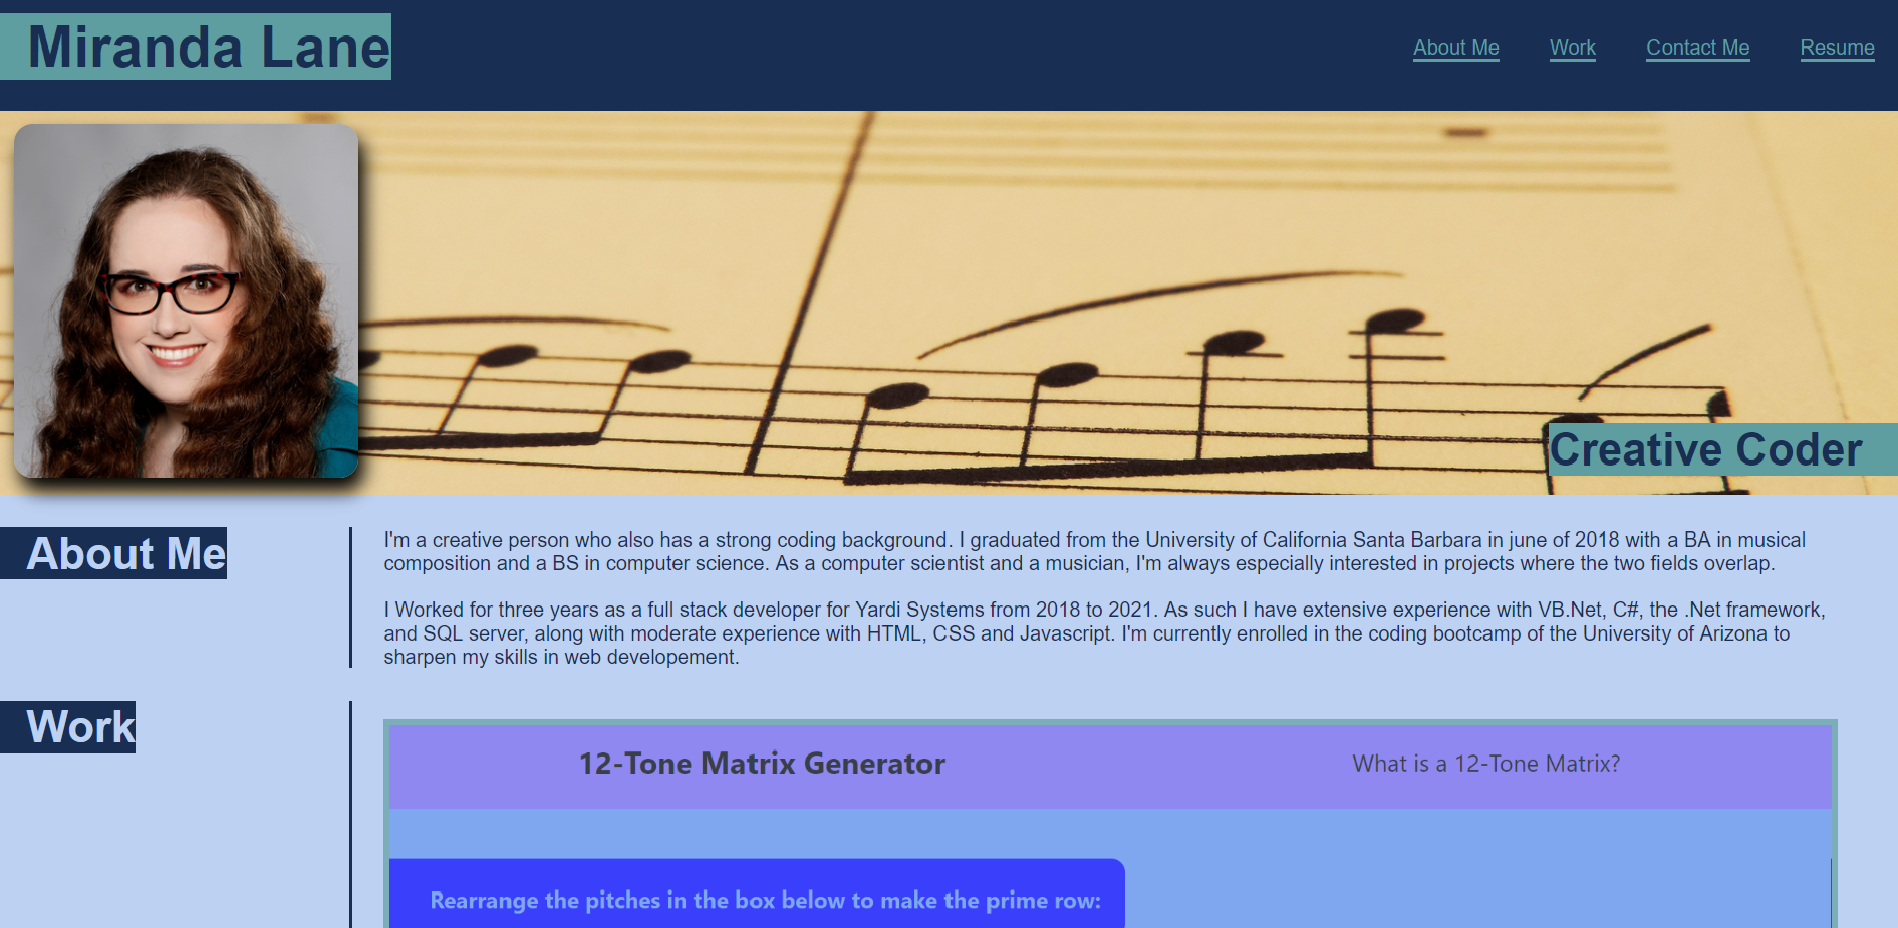 Miranda Lane
About Me Work Contact Me Resume
Creative Coder
About Me
I'm a creative person who also has a strong coding background. I graduated from the University of California Santa Barbara in june of 2018 with a BA in musical
composition and a BS in computer science. As a computer scientist and a musician, I'm always especially interested in projects where the two fields overlap.
I Worked for three years as a full stack developer for Yardi Systems from 2018 to 2021. As such I have extensive experience with VB.Net, C#, the .Net framework,
and SQL server, along with moderate experience with HTML, CSS and Javascript. I'm currently enrolled in the coding bootcamp of the University of Arizona to
sharpen my skills in web developement.
Work
12-Tone Matrix Generator What is a 12-Tone Matrix?
Rearrange the pitches in the box below to make the prime row: